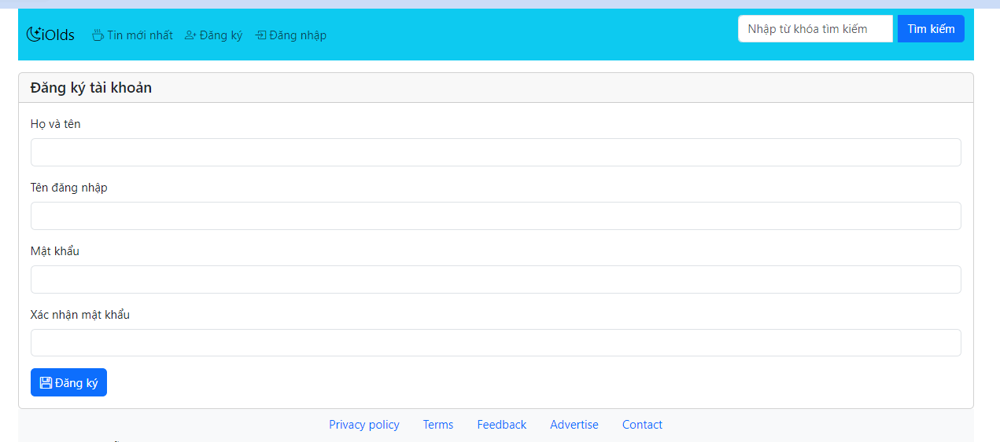 iOlds Tin mới nhất Đăng ký Đăng nhập Nhập từ khóa tìm kiếm Tìm kiếm
Đăng ký tài khoản
Họ và tên
Tên đăng nhập
Mật khẩu
Xác nhận mật khẩu
Đăng ký
Privacy policy Terms Feedback Advertise Contact